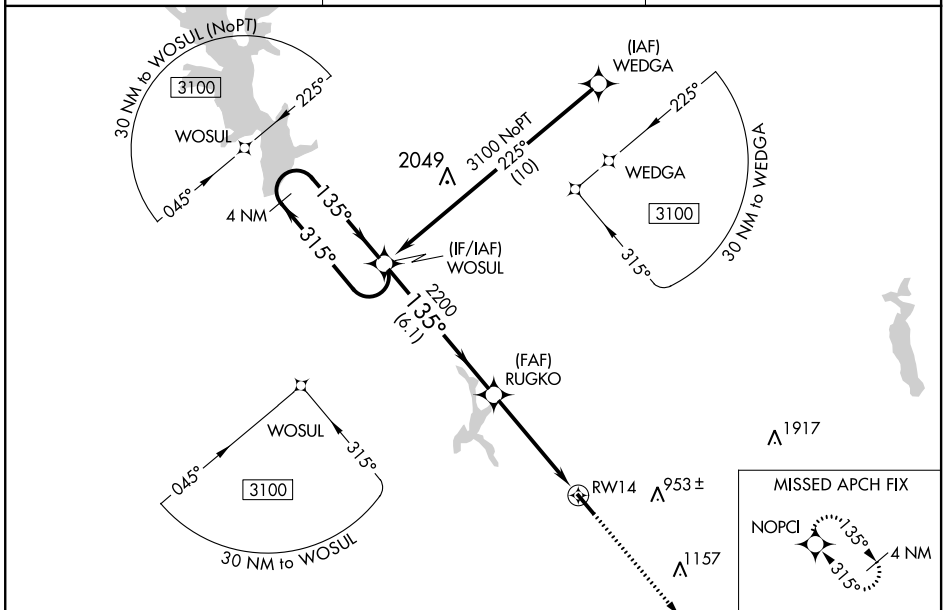 30 NM to WOSUL (NoPT)
3100
225°
WOSUL
045°
(IAF)
WEDGA
3100 NoPT
225°
(10)
2049
225°
WEDGA
3100
315°
30 NM to WEDGA
4 NM
135°
315°
(IF/IAF)
WOSUL
2200
135°
(6.1)
(FAF)
RUGKO
WOSUL
045°
315°
3100
30 NM to WOSUL
RW14
953 ±
1917
1157
MISSED APCH FIX
NOPCI
135°
315°
4 NM